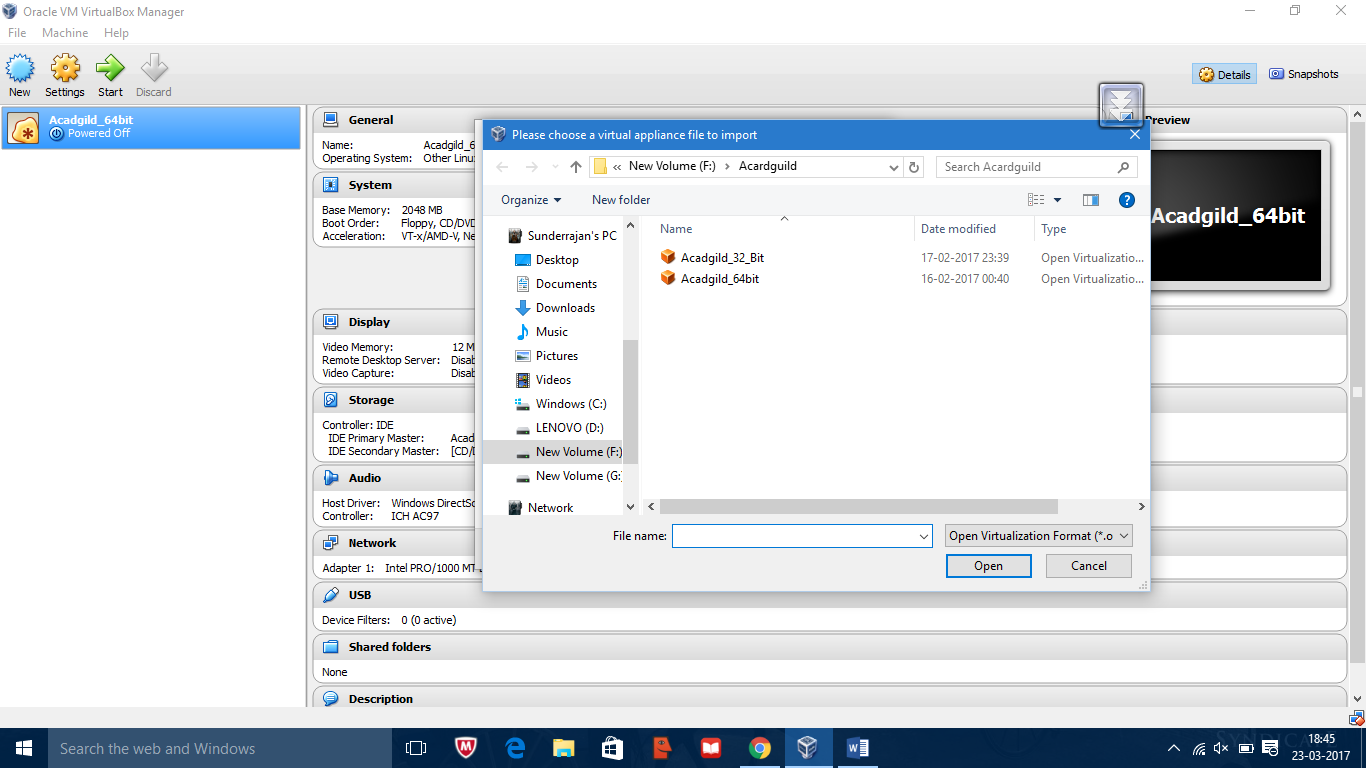 Oracle VM VirtualBox Manager
File Machine Help
New Settings Start Discard
Details Snapshots
Acadgild_64bit
Powered Off
General
Name: Acadgild_6
Operating System: Other Linu
System
Base Memory: 2048 MB
Boot Order: Floppy, CD/DVD
Acceleration: VT-x/AMD-V, Ne
Display
Video Memory: 12 M
Remote Desktop Server: Disab
Video Capture: Disab
Storage
Controller: IDE
IDE Primary Master: Acad
IDE Secondary Master: [CD/D
Audio
Host Driver: Windows DirectSo
Controller: ICH AC97
Network
Adapter 1: Intel PRO/1000 MT
USB
Device Filters: 0 (0 active)
Shared folders
None
Description
Preview
Acadgild_64bit
Please choose a virtual appliance file to import
« New Volume (F:) › Acardguild
Search Acardguild
Organize New folder
Sunderrajan's PC
Desktop
Documents
Downloads
Music
Pictures
Videos
Windows (C:)
LENOVO (D:)
New Volume (F:)
New Volume (G:
Network
Name Date modified Type
Acadgild_32_Bit 17-02-2017 23:39 Open Virtualizatio...
Acadgild_64bit 16-02-2017 00:40 Open Virtualizatio...
File name: Open Virtualization Format (*.o
Open Cancel
Search the web and Windows
18:45
23-03-2017